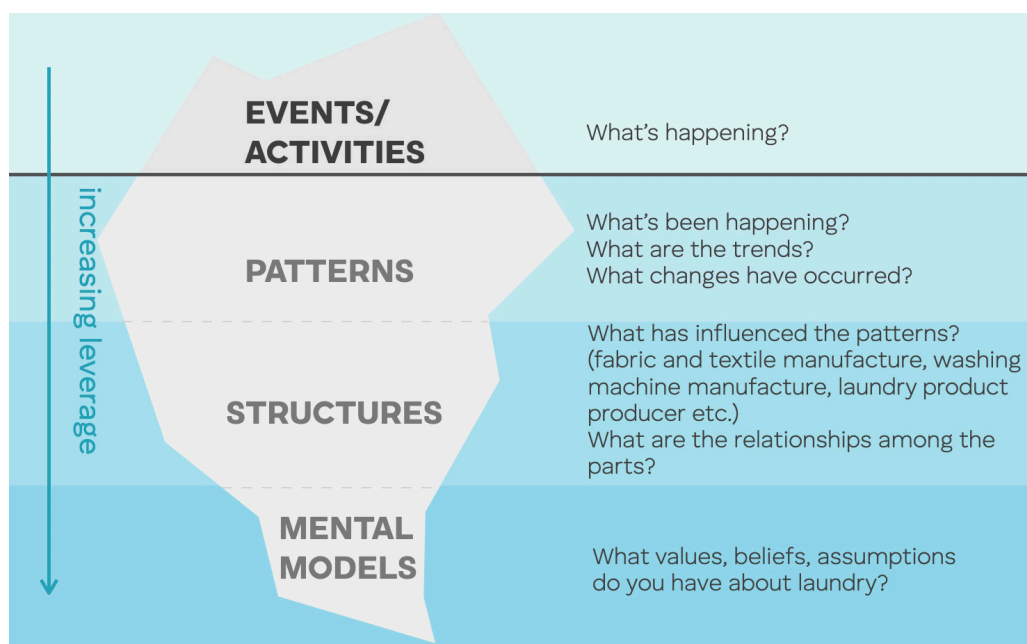 EVENTS/
ACTIVITIES
What's happening?
increasing leverage
PATTERNS
What's been happening?
What are the trends?
What changes have occurred?
STRUCTURES
What has influenced the patterns?
(fabric and textile manufacture, washing
machine manufacture, laundry product
producer etc.)
What are the relationships among the
parts?
MENTAL
MODELS
What values, beliefs, assumptions
do you have about laundry?